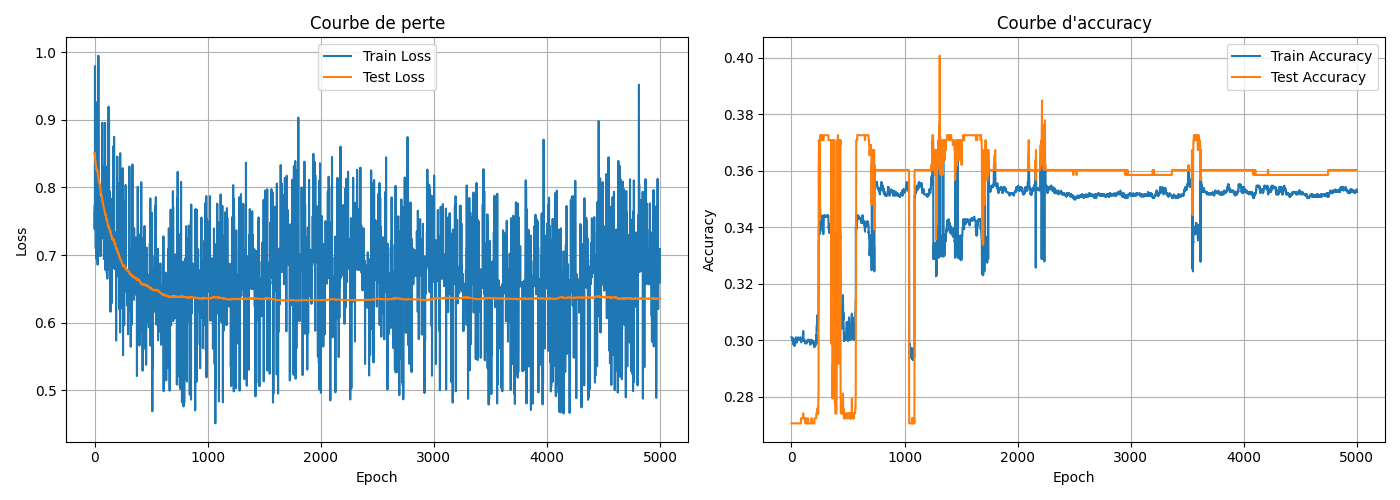 Courbe de perte
Loss
1.0
0.9
0.8
0.7
0.6
0.5
Train Loss
Test Loss
0 1000 2000 3000 4000 5000
Epoch
Courbe d'accuracy
Accuracy
0.40
0.38
0.36
0.34
0.32
0.30
0.28
Train Accuracy
Test Accuracy
0 1000 2000 3000 4000 5000
Epoch